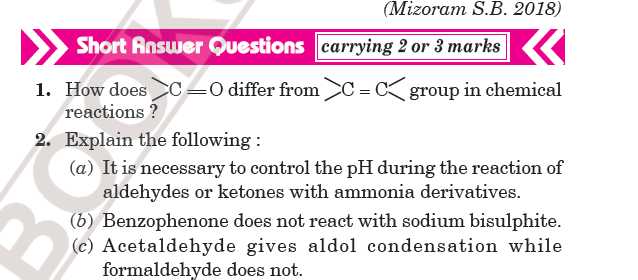 (Mizoram S.B. 2018)
Short Answer Questions carrying 2 or 3 marks
1. How does >C=O differ from >C = C< group in chemical
reactions ?
2. Explain the following :
(a) It is necessary to control the pH during the reaction of
aldehydes or ketones with ammonia derivatives.
(b) Benzophenone does not react with sodium bisulphite.
(c) Acetaldehyde gives aldol condensation while
formaldehyde does not.
BOOK